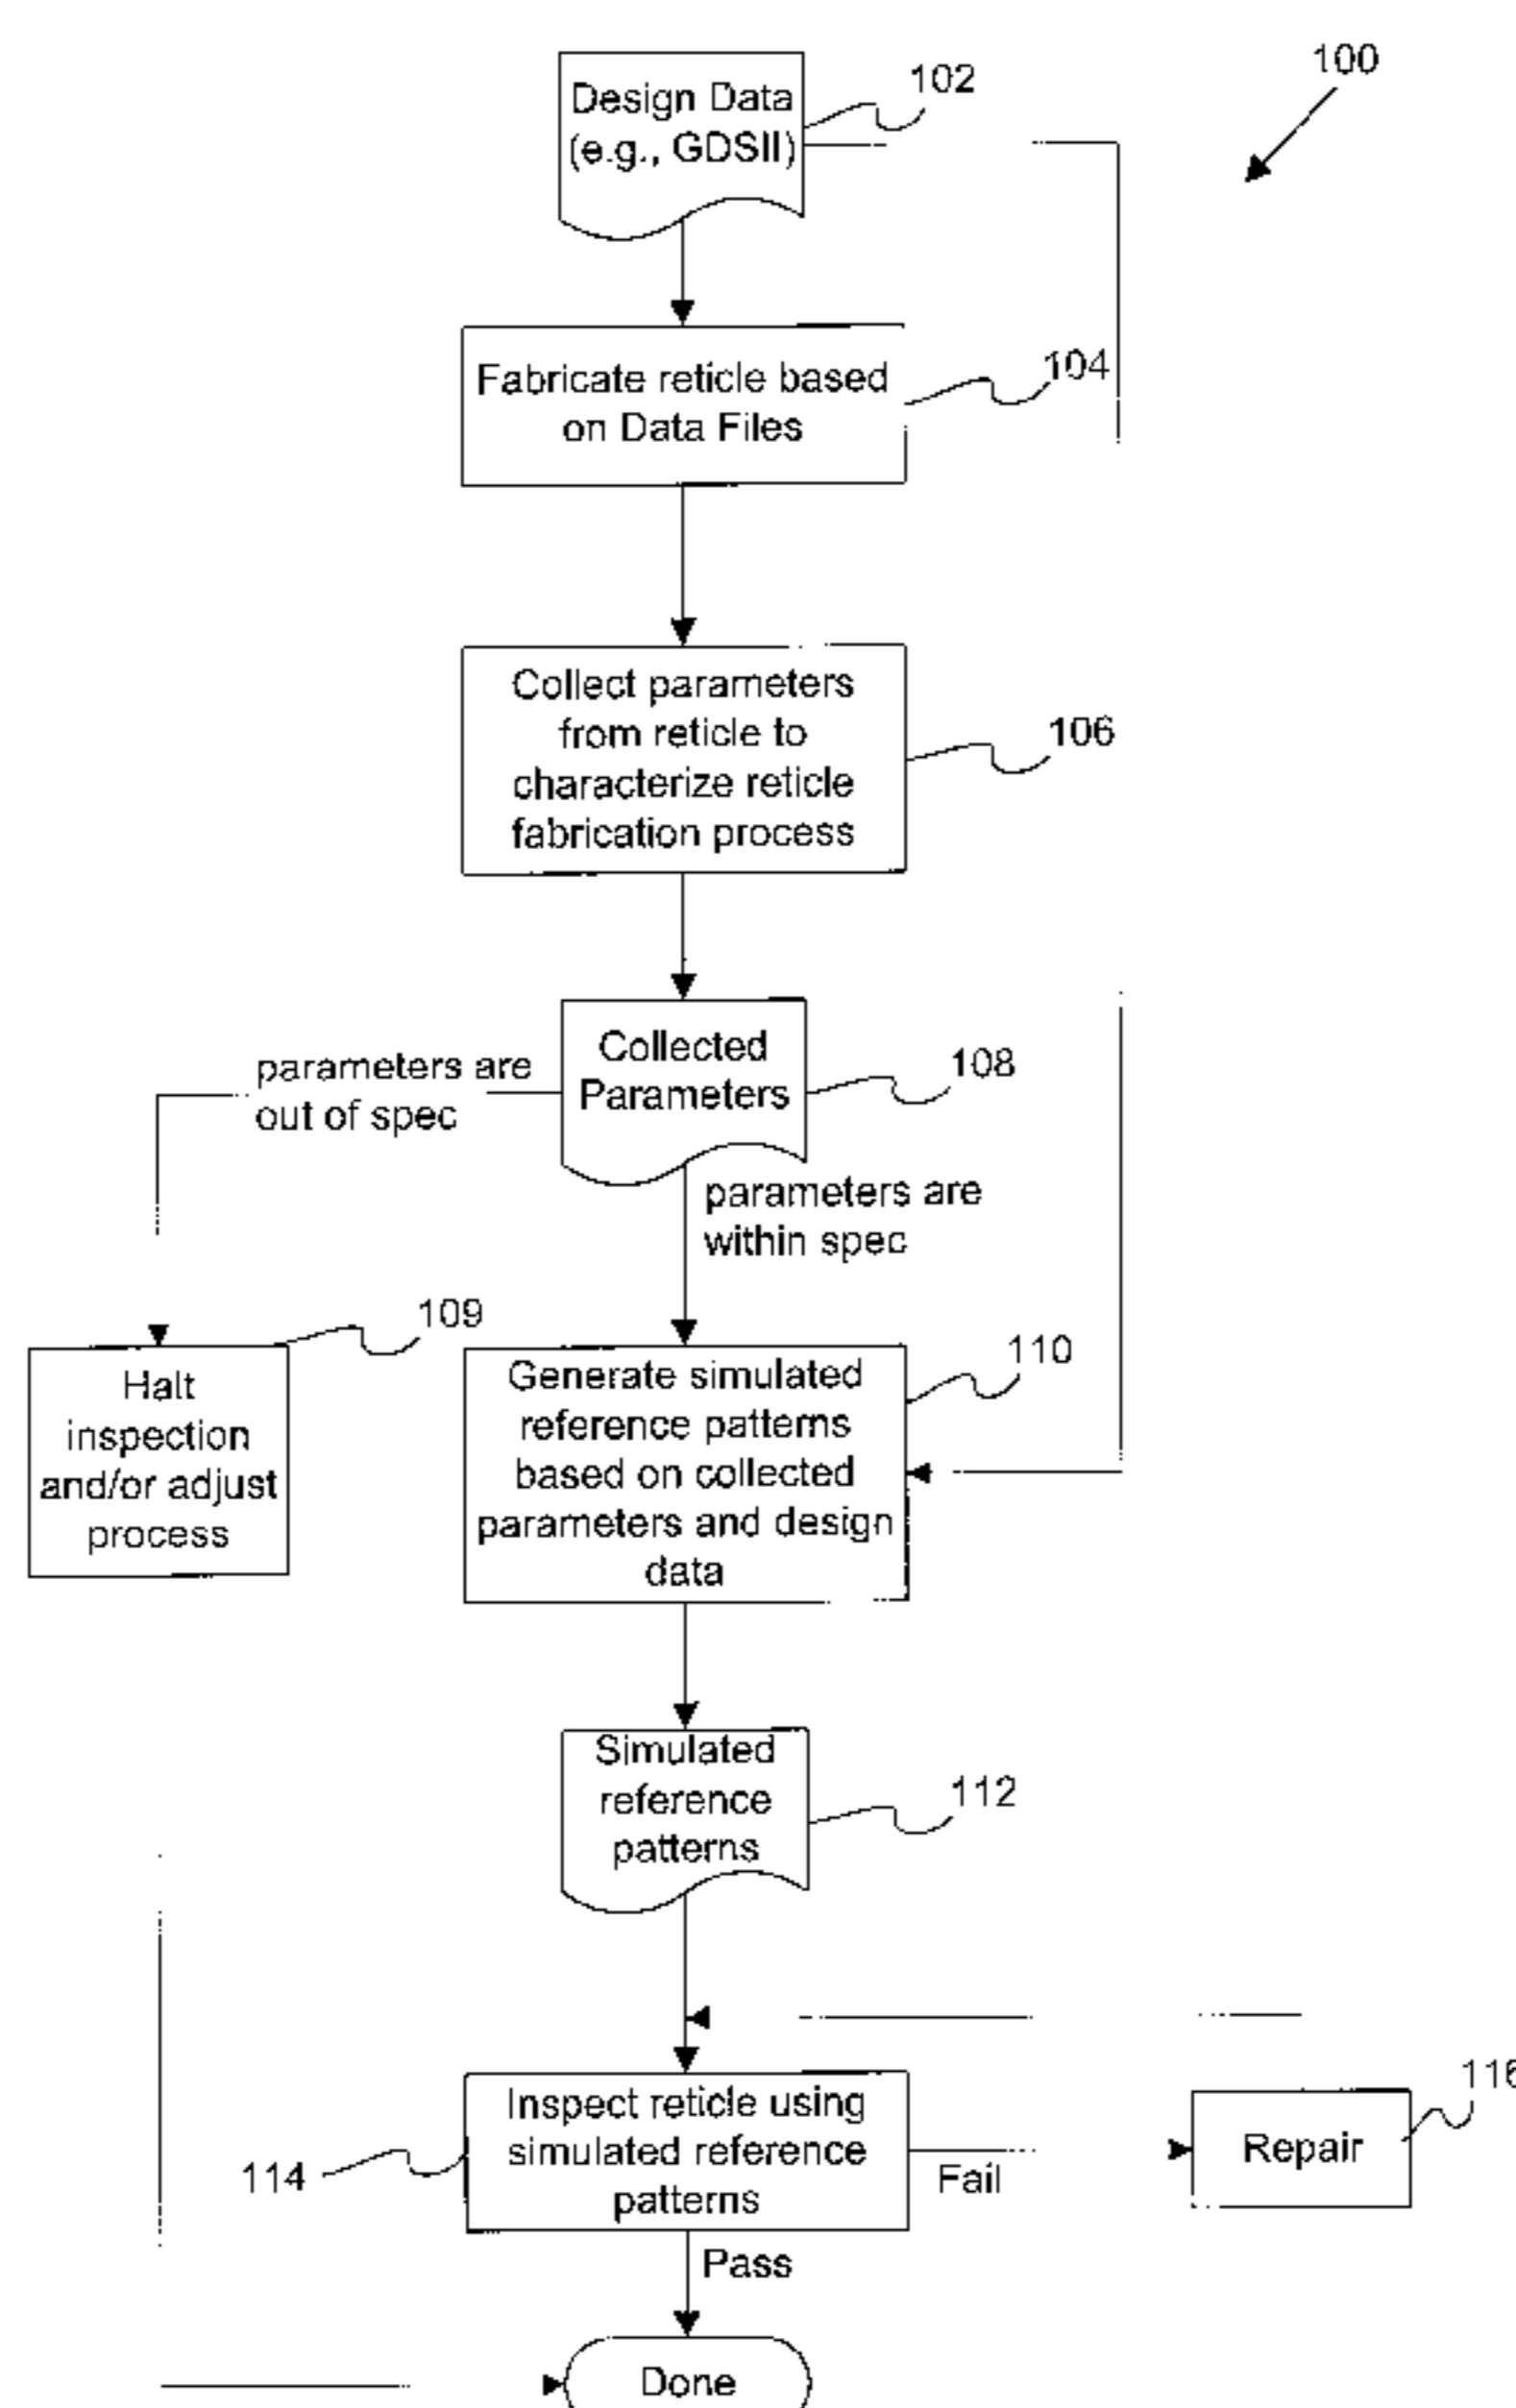 100
Design Data
(e.g., GDSII)
102
Fabricate reticle based
on Data Files
104
Collect parameters
from reticle to
characterize reticle
fabrication process
106
Collected
Parameters
108
parameters are
out of spec
parameters are
within spec
109
Halt
inspection
and/or adjust
process
110
Generate simulated
reference patterns
based on collected
parameters and design
data
Simulated
reference
patterns
112
Inspect reticle using
simulated reference
patterns
114
Fail
Repair
116
Pass
Done